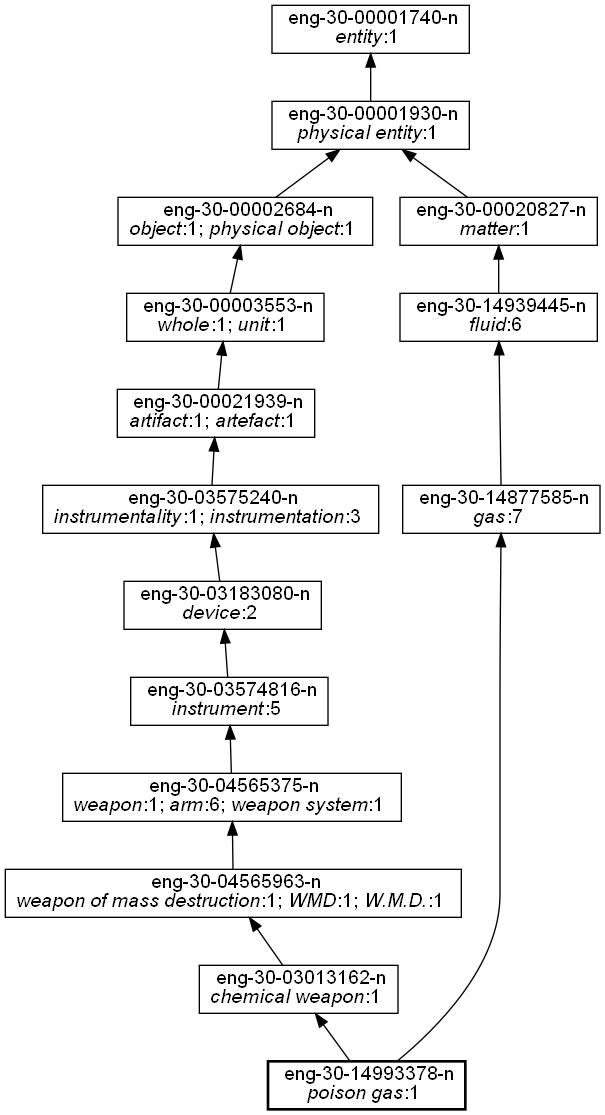 eng-30-00001740-n
entity:1
eng-30-00001930-n
physical entity:1
eng-30-00002684-n
object:1; physical object:1
eng-30-00020827-n
matter:1
eng-30-00003553-n
whole:1; unit:1
eng-30-14939445-n
fluid:6
eng-30-00021939-n
artifact:1; artefact:1
eng-30-03575240-n
instrumentality:1; instrumentation:3
eng-30-14877585-n
gas:7
eng-30-03183080-n
device:2
eng-30-03574816-n
instrument:5
eng-30-04565375-n
weapon:1; arm:6; weapon system:1
eng-30-04565963-n
weapon of mass destruction:1; WMD:1; W.M.D.:1
eng-30-03013162-n
chemical weapon:1
eng-30-14993378-n
poison gas:1